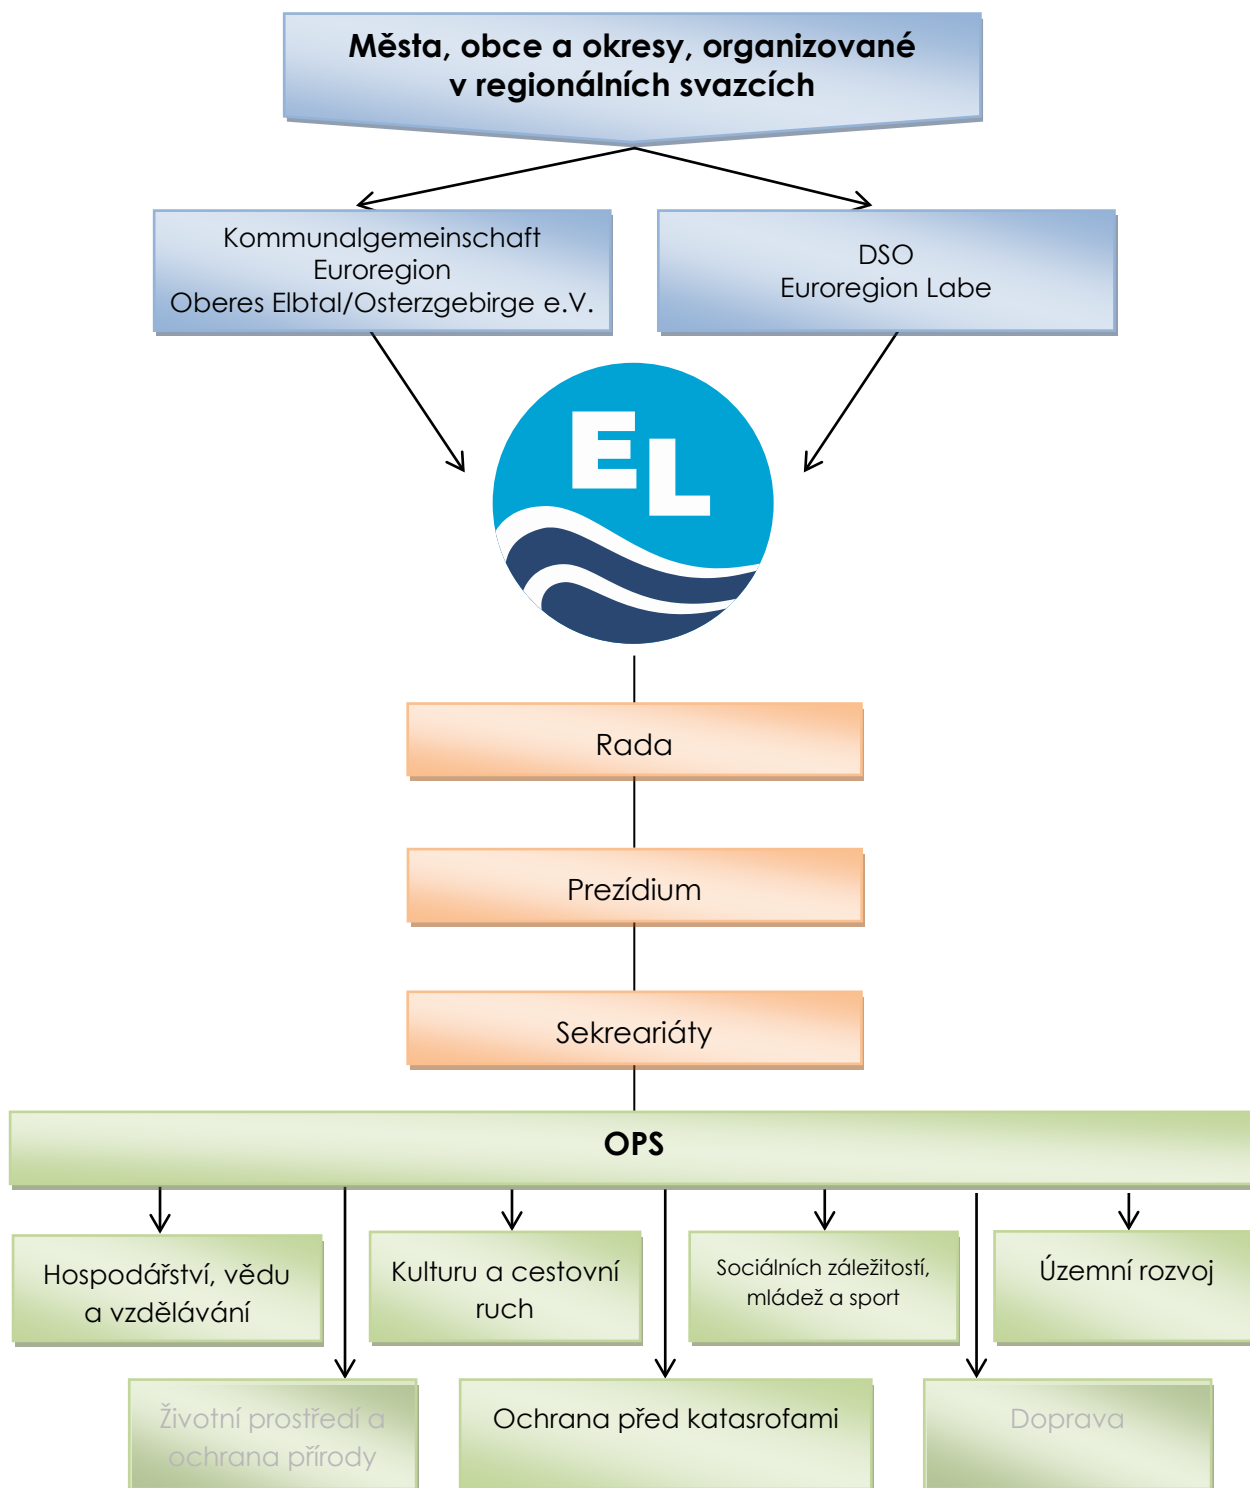 Města, obce a okresy, organizované
v regionálních svazcích
Kommunalgemeinschaft
Euroregion
Oberes Elbtal/Osterzgebirge e.V.
DSO
Euroregion Labe
EL
Rada
Prezídium
Sekreariáty
OPS
Hospodářství, vědu
a vzdělávání
Kulturu a cestovní
ruch
Sociálních záležitostí,
mládež a sport
Územní rozvoj
Životní prostředí a
ochrana přírody
Ochrana před katasrofami
Doprava